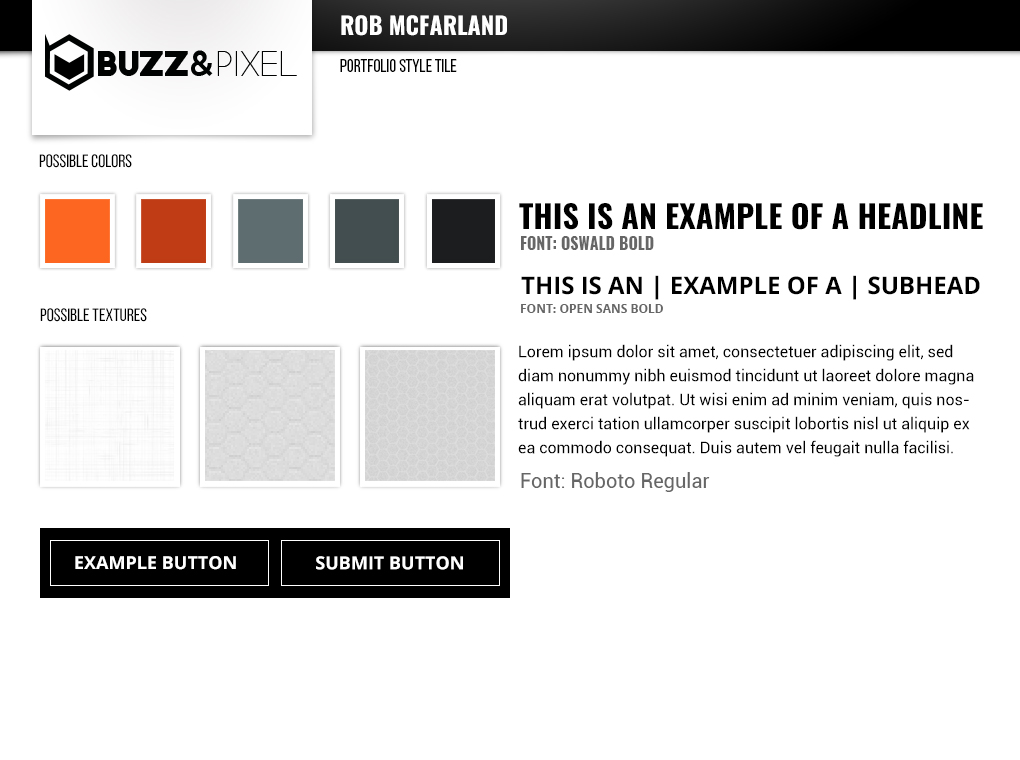 ROB MCFARLAND
BUZZ&PIXEL
PORTFOLIO STYLE TILE
POSSIBLE COLORS
THIS IS AN EXAMPLE OF A HEADLINE
FONT: OSWALD BOLD
THIS IS AN | EXAMPLE OF A | SUBHEAD
FONT: OPEN SANS BOLD
POSSIBLE TEXTURES
Lorem ipsum dolor sit amet, consectetuer adipiscing elit, sed
diam nonummy nibh euismod tincidunt ut laoreet dolore magna
aliquam erat volutpat. Ut wisi enim ad minim veniam, quis nos-
trud exerci tation ullamcorper suscipit lobortis nisl ut aliquip ex
ea commodo consequat. Duis autem vel feugait nulla facilisi.
Font: Roboto Regular
EXAMPLE BUTTON
SUBMIT BUTTON